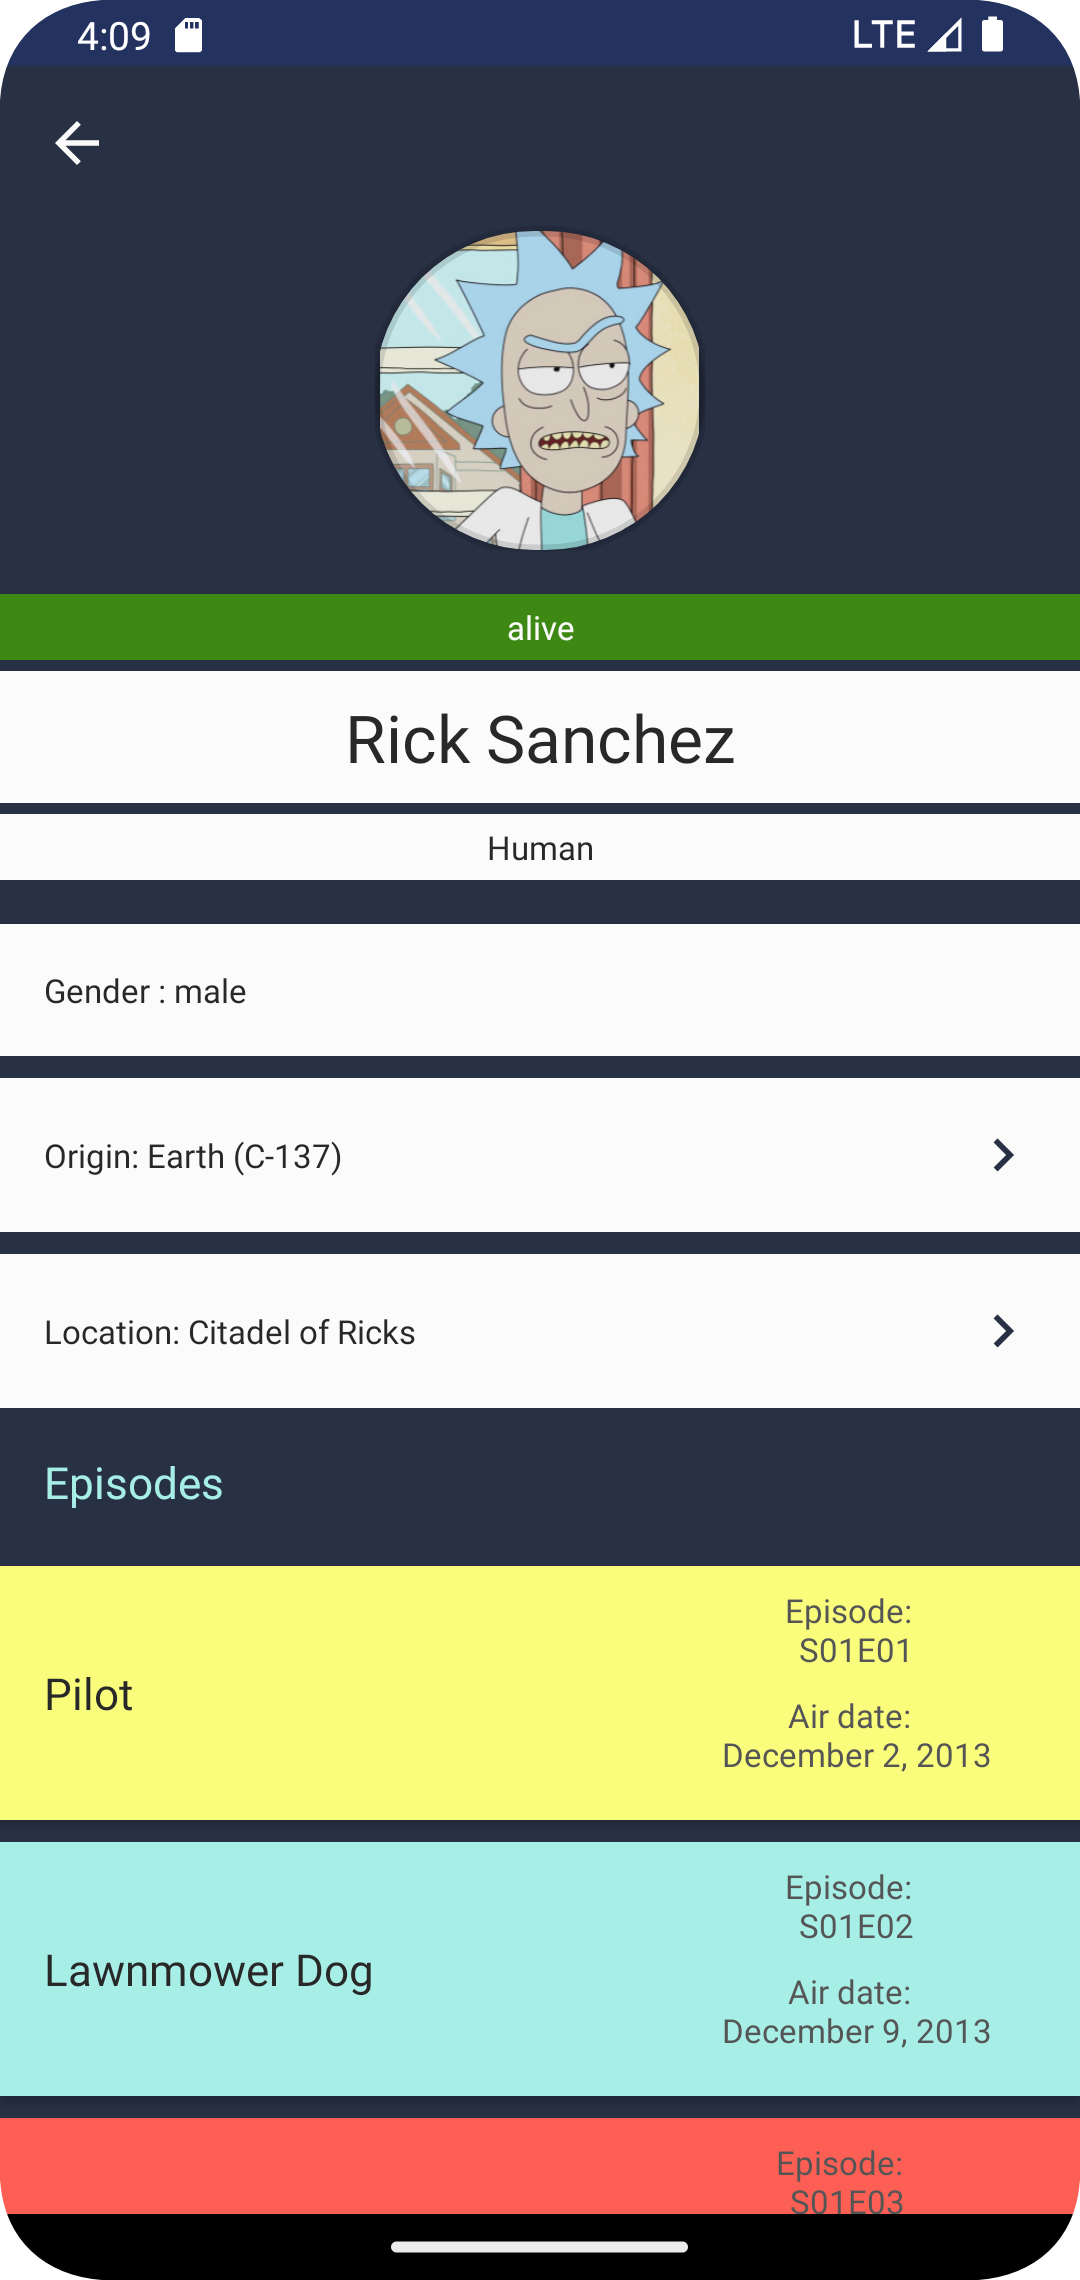 4:09
LTE
alive
Rick Sanchez
Human
Gender : male
Origin: Earth (C-137)
Location: Citadel of Ricks
Episodes
Pilot
Episode:
S01E01
Air date:
December 2, 2013
Lawnmower Dog
Episode:
S01E02
Air date:
December 9, 2013
Episode:
S01E03